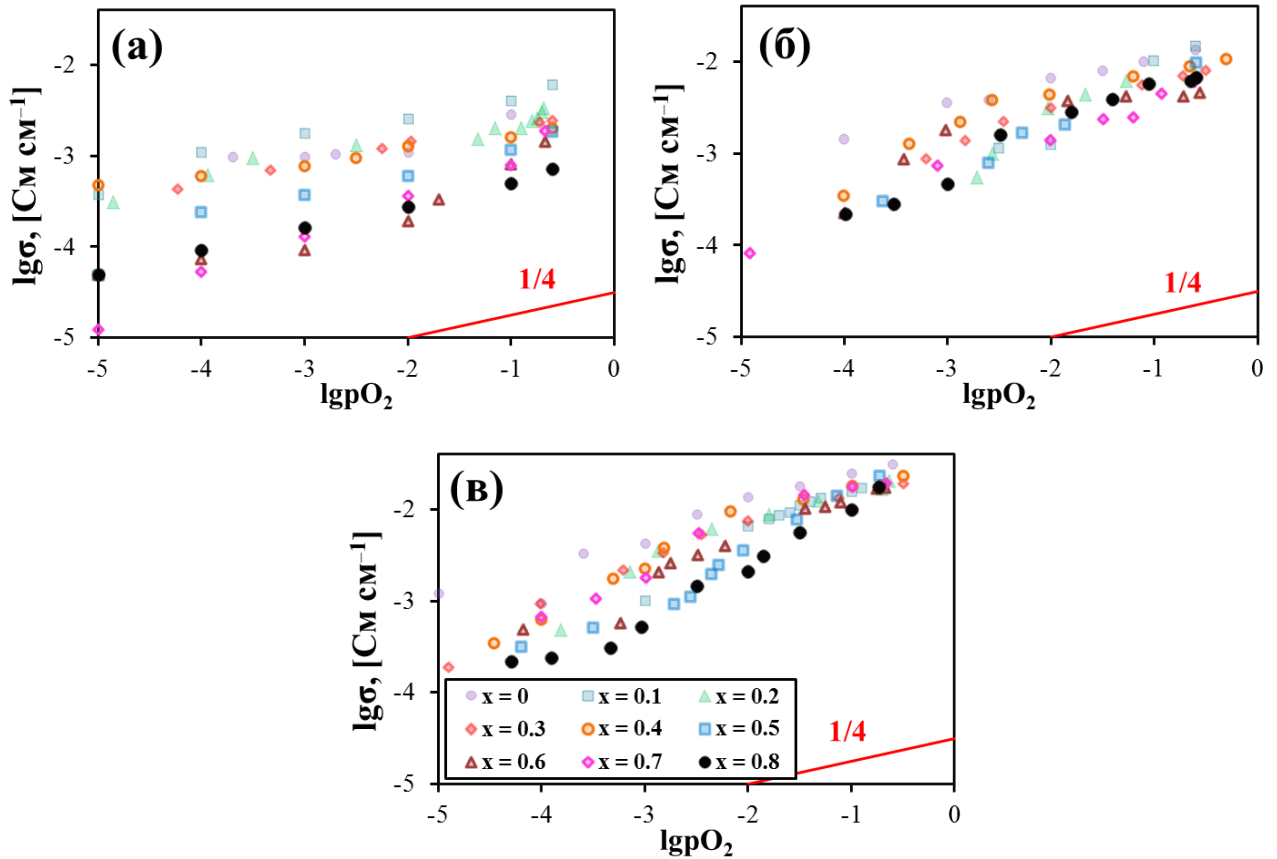 (а)
lgσ, [См см⁻¹]
-2
-3
-4
-5
1/4
-5 -4 -3 -2 -1 0
lgpO₂
(б)
lgσ, [См см⁻¹]
-2
-3
-4
-5
1/4
-5 -4 -3 -2 -1 0
lgpO₂
(в)
lgσ, [См см⁻¹]
-2
-3
-4
-5
x = 0 x = 0.1 x = 0.2
x = 0.3 x = 0.4 x = 0.5
x = 0.6 x = 0.7 x = 0.8
1/4
-5 -4 -3 -2 -1 0
lgpO₂